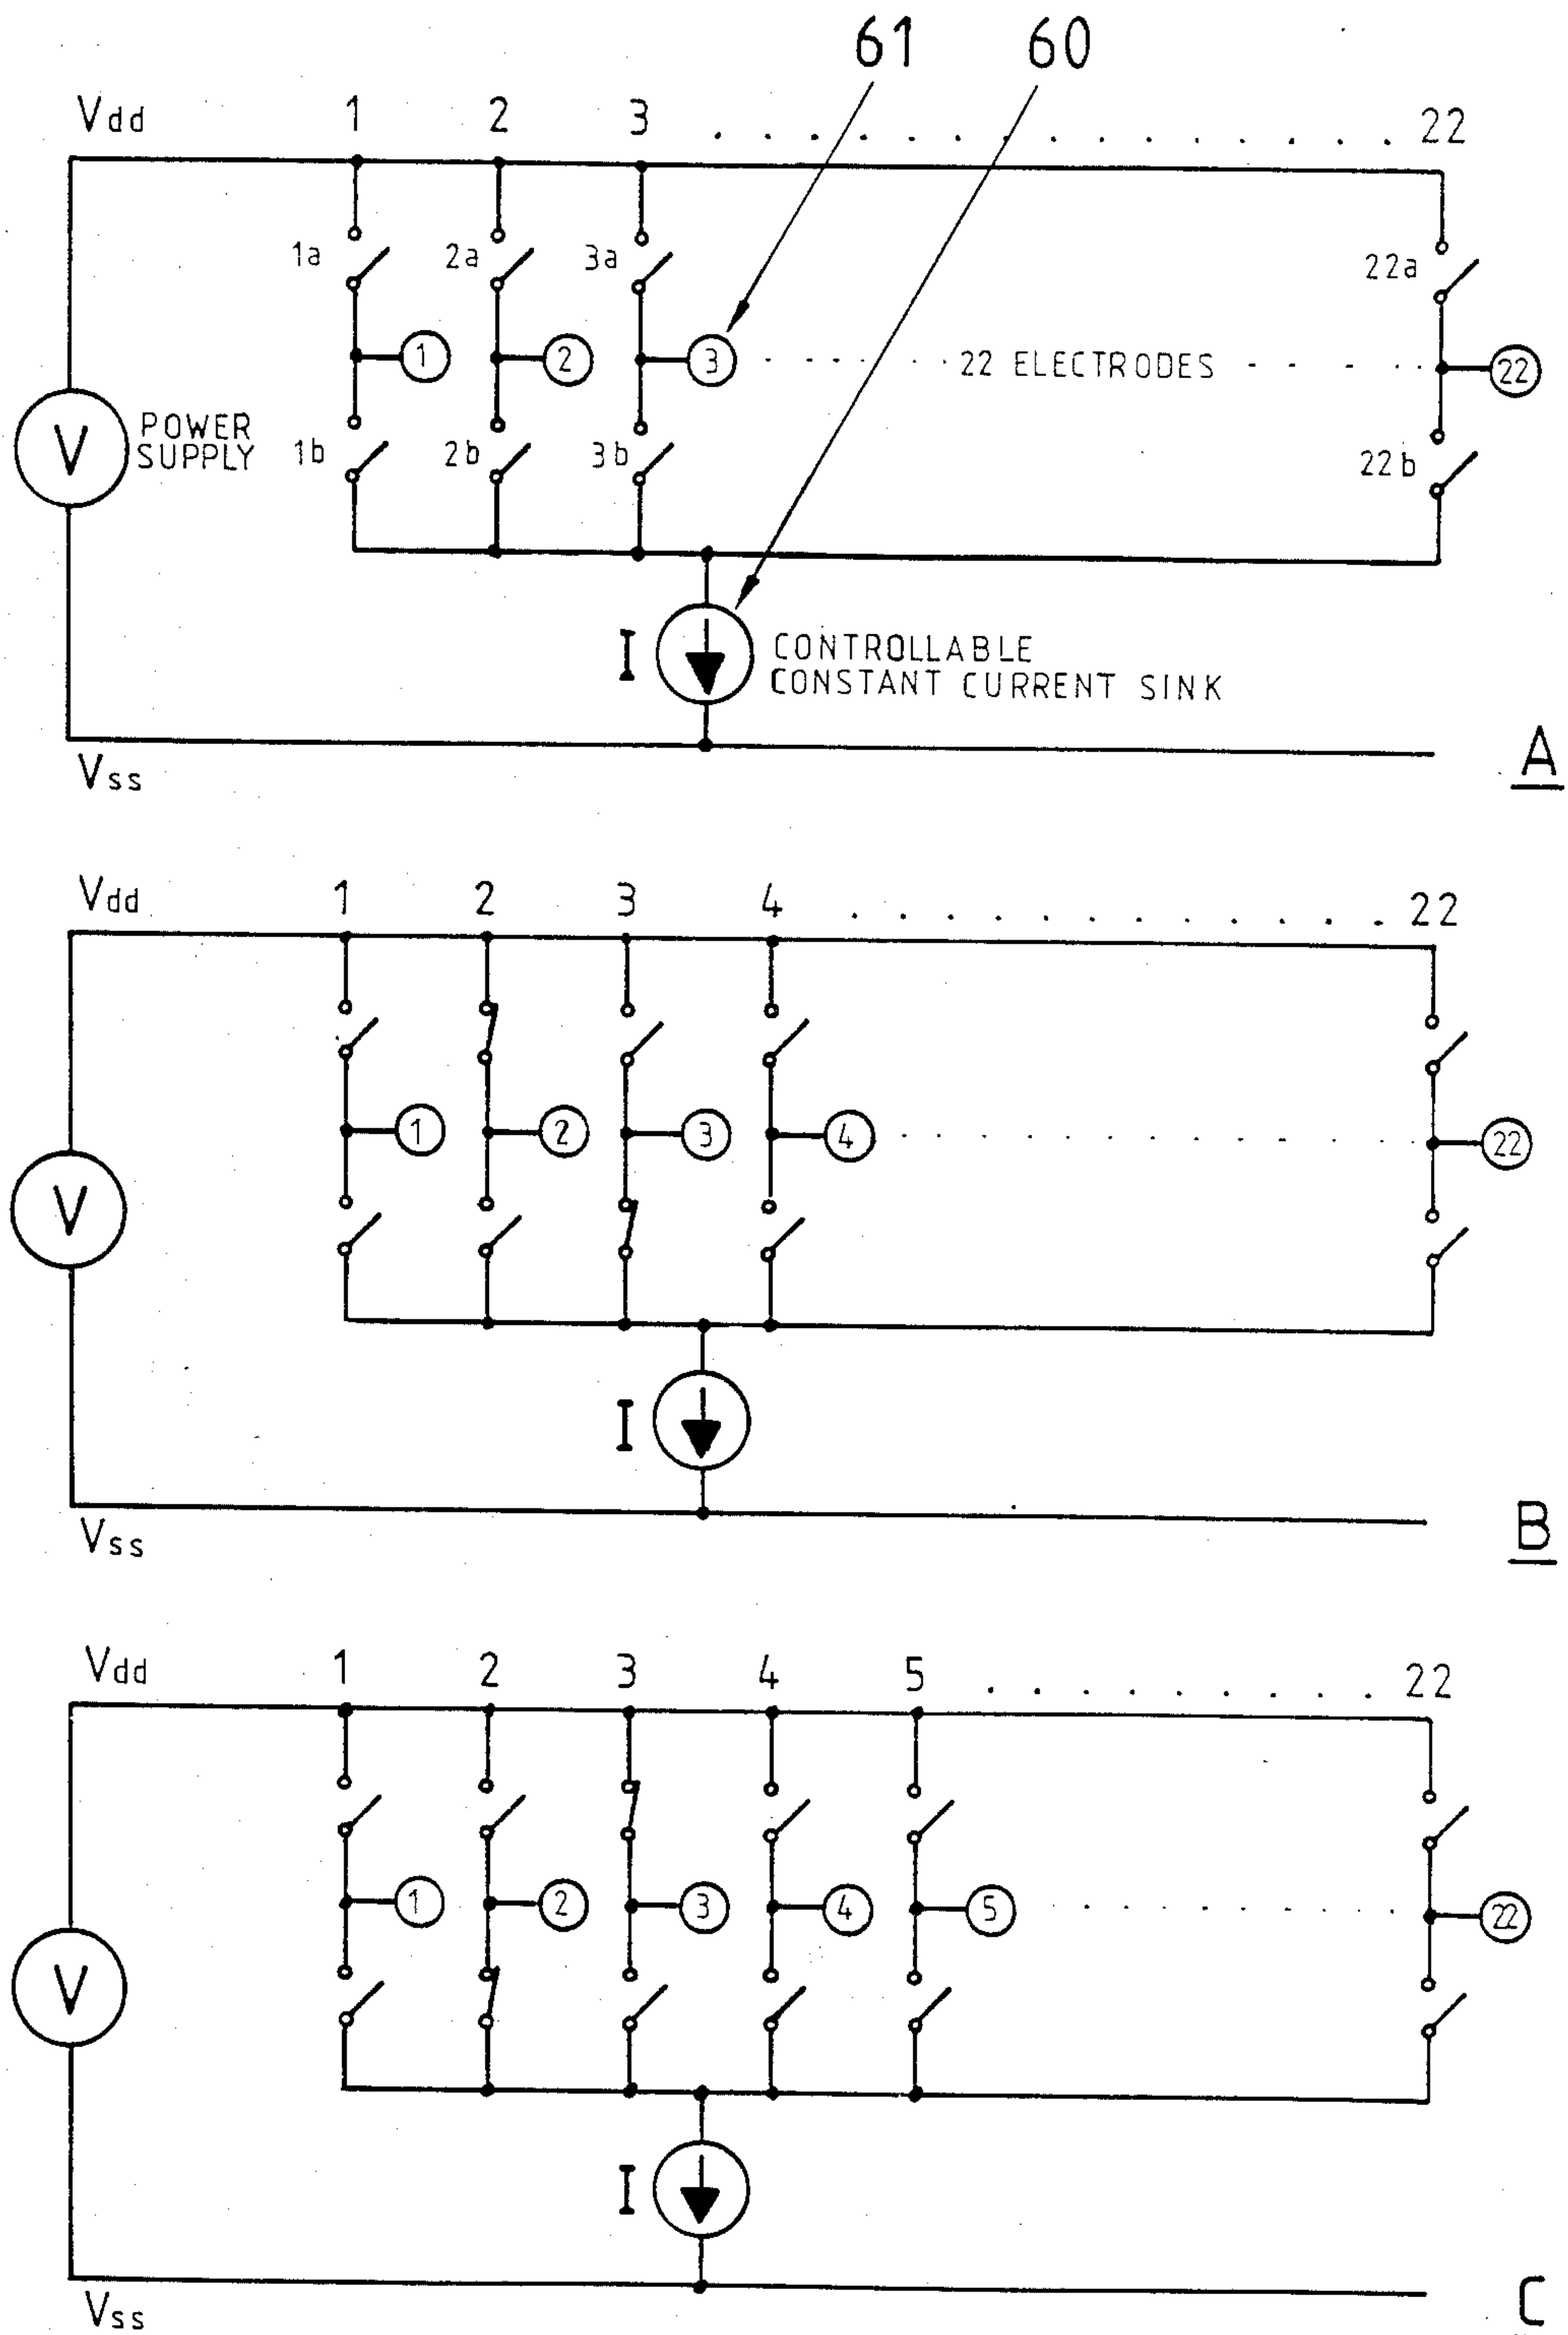 61 60
Vdd 1 2 3 . . . . . . . . . . . . . . . 22
1a 2a 3a 22a
1 2 3 22 ELECTRODES 22
V POWER
SUPPLY
1b 2b 3b 22b
I CONTROLLABLE
CONSTANT CURRENT SINK
Vss
A
Vdd 1 2 3 4 . . . . . . . . . . . . 22
1 2 3 4 22
V
I
Vss
B
Vdd 1 2 3 4 5 . . . . . . . . . 22
1 2 3 4 5 22
V
I
Vss
C